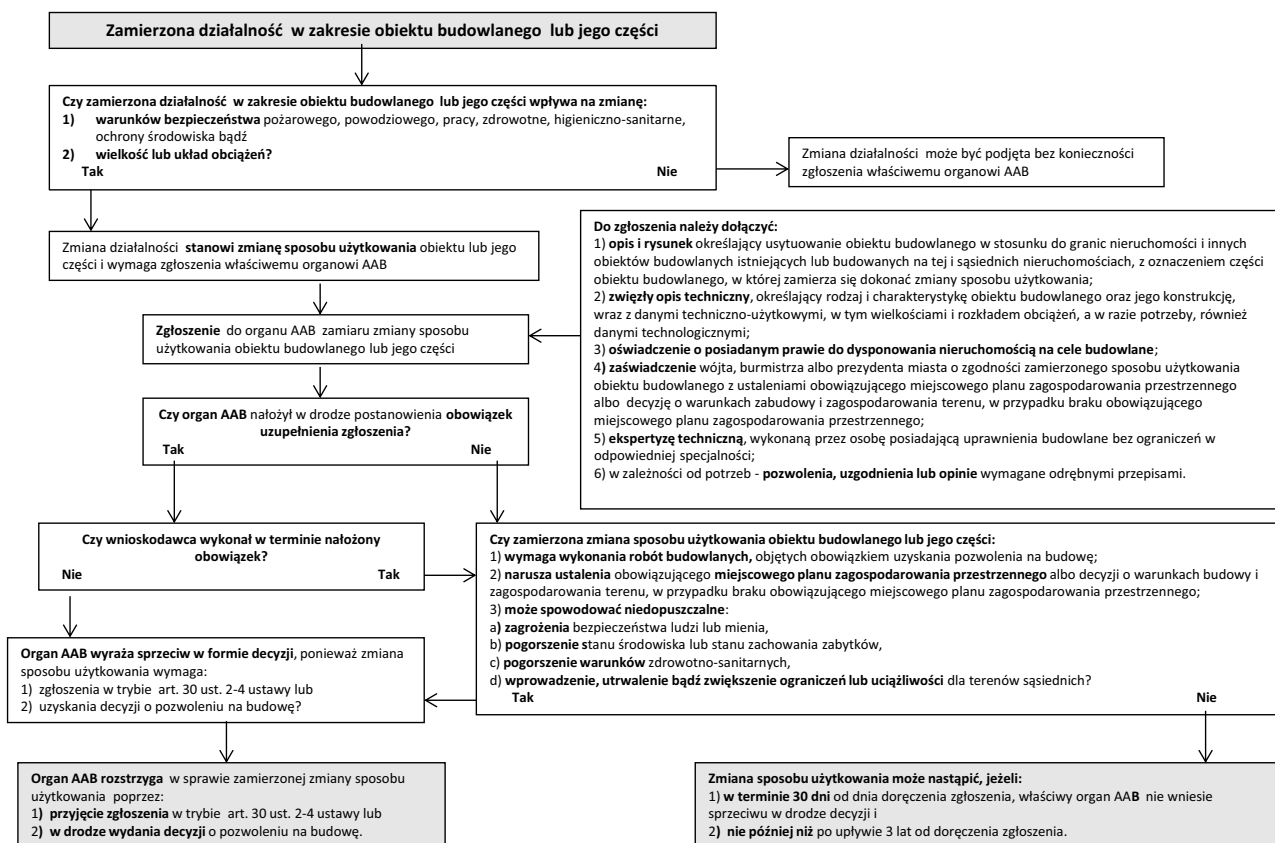 Zamierzona działalność w zakresie obiektu budowlanego lub jego części
Czy zamierzona działalność w zakresie obiektu budowlanego lub jego części wpływa na zmianę:
1) warunków bezpieczeństwa pożarowego, powodziowego, pracy, zdrowotne, higieniczno-sanitarne,
ochrony środowiska bądź
2) wielkość lub układ obciążeń?
Tak Nie
Zmiana działalności może być podjęta bez konieczności
zgłoszenia właściwemu organowi AAB
Zmiana działalności stanowi zmianę sposobu użytkowania obiektu lub jego
części i wymaga zgłoszenia właściwemu organowi AAB
Do zgłoszenia należy dołączyć:
1) opis i rysunek określający usytuowanie obiektu budowlanego w stosunku do granic nieruchomości i innych
obiektów budowlanych istniejących lub budowanych na tej i sąsiednich nieruchomościach, z oznaczeniem części
obiektu budowlanego, w której zamierza się dokonać zmiany sposobu użytkowania;
2) zwięzły opis techniczny, określający rodzaj i charakterystykę obiektu budowlanego oraz jego konstrukcję,
wraz z danymi techniczno-użytkowymi, w tym wielkościami i rozkładem obciążeń, a w razie potrzeby, również
danymi technologicznymi;
3) oświadczenie o posiadanym prawie do dysponowania nieruchomością na cele budowlane;
4) zaświadczenie wójta, burmistrza albo prezydenta miasta o zgodności zamierzonego sposobu użytkowania
obiektu budowlanego z ustaleniami obowiązującego miejscowego planu zagospodarowania przestrzennego
albo decyzję o warunkach zabudowy i zagospodarowania terenu, w przypadku braku obowiązującego
miejscowego planu zagospodarowania przestrzennego;
5) ekspertyzę techniczną, wykonaną przez osobę posiadającą uprawnienia budowlane bez ograniczeń w
odpowiedniej specjalności;
6) w zależności od potrzeb - pozwolenia, uzgodnienia lub opinie wymagane odrębnymi przepisami.
Zgłoszenie do organu AAB zamiaru zmiany sposobu
użytkowania obiektu budowlanego lub jego części
Czy organ AAB nałożył w drodze postanowienia obowiązek
uzupełnienia zgłoszenia?
Tak Nie
Czy wnioskodawca wykonał w terminie nałożony
obowiązek?
Nie Tak
Czy zamierzona zmiana sposobu użytkowania obiektu budowlanego lub jego części:
1) wymaga wykonania robót budowlanych, objętych obowiązkiem uzyskania pozwolenia na budowę;
2) narusza ustalenia obowiązującego miejscowego planu zagospodarowania przestrzennego albo decyzji o warunkach budowy i
zagospodarowania terenu, w przypadku braku obowiązującego miejscowego planu zagospodarowania przestrzennego;
3) może spowodować niedopuszczalne:
a) zagrożenia bezpieczeństwa ludzi lub mienia,
b) pogorszenie stanu środowiska lub stanu zachowania zabytków,
c) pogorszenie warunków zdrowotno-sanitarnych,
d) wprowadzenie, utrwalenie bądź zwiększenie ograniczeń lub uciążliwości dla terenów sąsiednich?
Tak Nie
Organ AAB wyraża sprzeciw w formie decyzji, ponieważ zmiana
sposobu użytkowania wymaga:
1) zgłoszenia w trybie art. 30 ust. 2-4 ustawy lub
2) uzyskania decyzji o pozwoleniu na budowę?
Organ AAB rozstrzyga w sprawie zamierzonej zmiany sposobu
użytkowania poprzez:
1) przyjęcie zgłoszenia w trybie art. 30 ust. 2-4 ustawy lub
2) w drodze wydania decyzji o pozwoleniu na budowę.
Zmiana sposobu użytkowania może nastąpić, jeżeli:
1) w terminie 30 dni od dnia doręczenia zgłoszenia, właściwy organ AAB nie wniesie
sprzeciwu w drodze decyzji i
2) nie później niż po upływie 3 lat od doręczenia zgłoszenia.